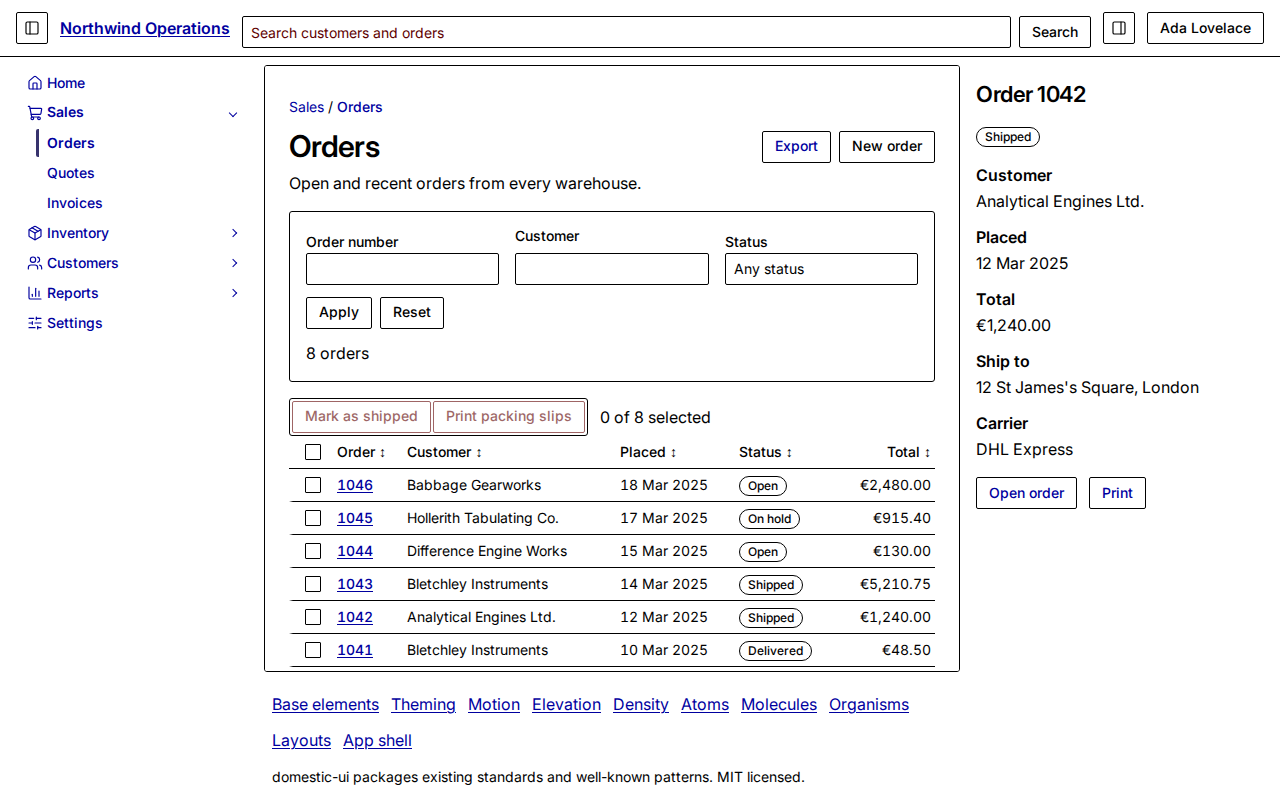 Northwind Operations
Search customers and orders
Search
Ada Lovelace
Home
Sales
Orders
Quotes
Invoices
Inventory
Customers
Reports
Settings
Sales / Orders
Orders
Export
New order
Open and recent orders from every warehouse.
Order number
Customer
Status
Any status
Apply
Reset
8 orders
Mark as shipped
Print packing slips
0 of 8 selected
Order ↕ Customer ↕ Placed ↕ Status ↕ Total ↕
1046 Babbage Gearworks 18 Mar 2025 Open €2,480.00
1045 Hollerith Tabulating Co. 17 Mar 2025 On hold €915.40
1044 Difference Engine Works 15 Mar 2025 Open €130.00
1043 Bletchley Instruments 14 Mar 2025 Shipped €5,210.75
1042 Analytical Engines Ltd. 12 Mar 2025 Shipped €1,240.00
1041 Bletchley Instruments 10 Mar 2025 Delivered €48.50
Order 1042
Shipped
Customer
Analytical Engines Ltd.
Placed
12 Mar 2025
Total
€1,240.00
Ship to
12 St James's Square, London
Carrier
DHL Express
Open order
Print
Base elements Theming Motion Elevation Density Atoms Molecules Organisms
Layouts App shell
domestic-ui packages existing standards and well-known patterns. MIT licensed.